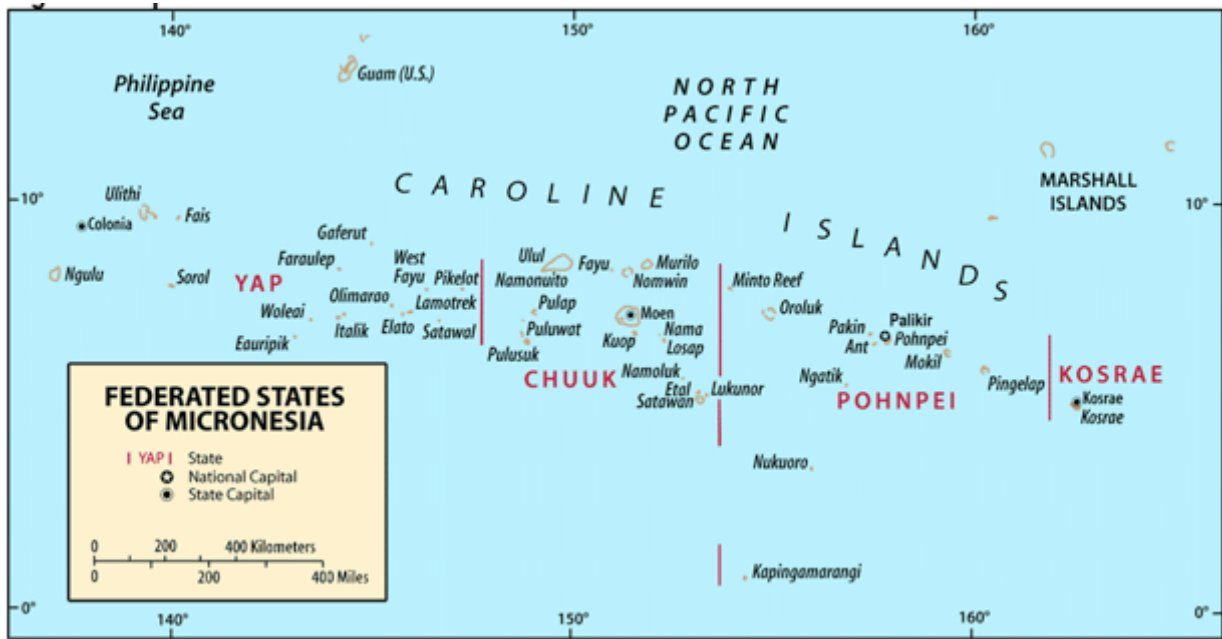 140°
150°
160°
Philippine
Sea
Guam (U.S.)
NORTH
PACIFIC
OCEAN
CAROLINE ISLANDS
MARSHALL
ISLANDS
10°
10°
Ulithi
Colonia
Fais
Ngulu
Sorol
YAP
Gaferut
Faraulep
West
Fayu
Pikelot
Olimarao
Lamotrek
Woleai
Italik
Elato
Satawal
Eauripik
Ulul
Namonuito
Fayu
Murilo
Nomwin
Pulap
Moen
Puluwat
Kuop
Nama
Losap
Pulusuk
CHUUK
Namoluk
Etal
Satawan
Lukunor
Minto Reef
Oroluk
Pakin
Palikir
Ant
Pohnpei
Mokil
Ngatik
Pingelap
POHNPEI
KOSRAE
Kosrae
Kosrae
Nukuoro
Kapingamarangi
FEDERATED STATES
OF MICRONESIA
YAP State
National Capital
State Capital
0 200 400 Kilometers
0 200 400 Miles
0°
0°
140°
150°
160°